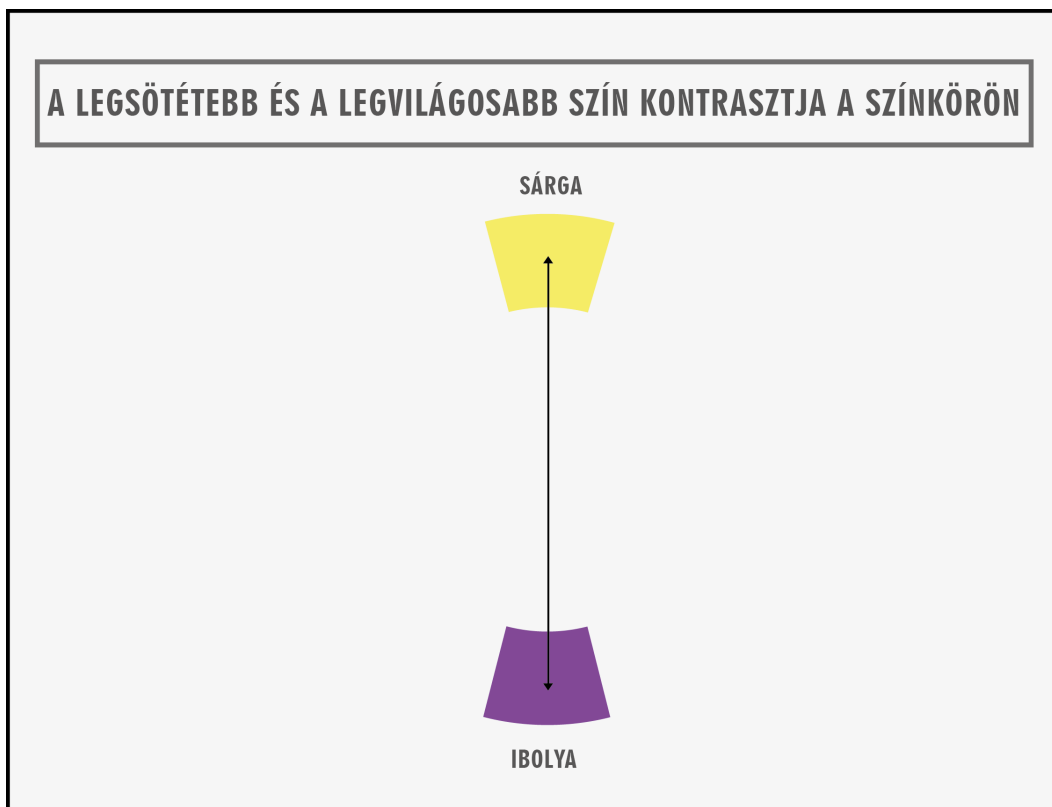 A LEGSÖTÉTEBB ÉS A LEGVILÁGOSABB SZÍN KONTRASZTJA A SZÍNKÖRÖN
SÁRGA
IBOLYA